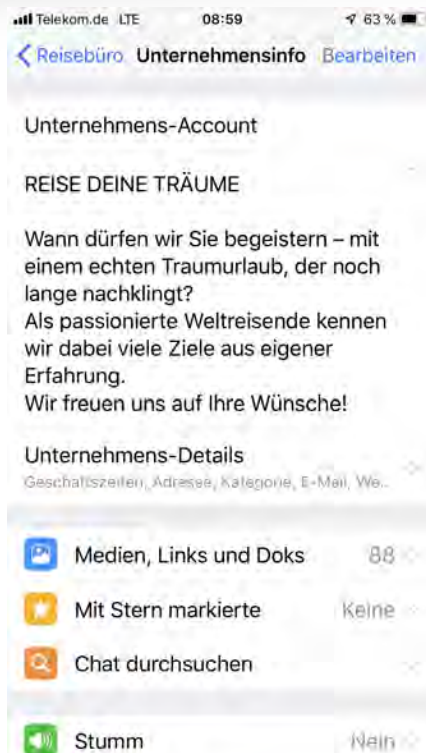 Telekom.de LTE 08:59 63 %
Reisebüro Unternehmensinfo Bearbeiten
Unternehmens-Account
REISE DEINE TRÄUME
Wann dürfen wir Sie begeistern – mit
einem echten Traumurlaub, der noch
lange nachklingt?
Als passionierte Weltreisende kennen
wir dabei viele Ziele aus eigener
Erfahrung.
Wir freuen uns auf Ihre Wünsche!
Unternehmens-Details
Geschäftszeiten, Adresse, Kategorie, E-Mail, We...
Medien, Links und Doks 88
Mit Stern markierte Keine
Chat durchsuchen
Stumm Nein